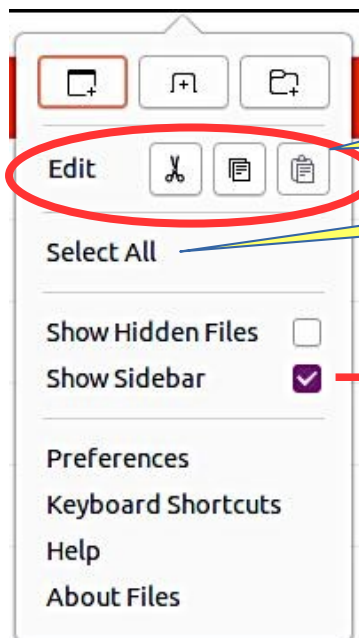 Edit
Select All
Show Hidden Files
Show Sidebar
Preferences
Keyboard Shortcuts
Help
About Files